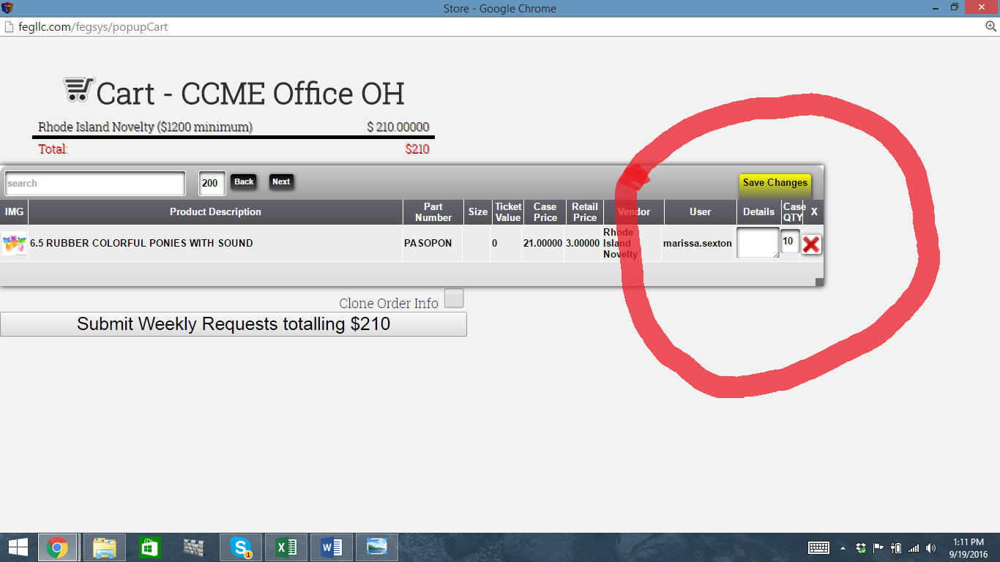 Store - Google Chrome
fegllc.com/fegsys/popupCart
Cart - CCME Office OH
Rhode Island Novelty ($1200 minimum) $ 210.00000
Total: $210
search 200 Back Next Save Changes
IMG Product Description Part Number Size Ticket Value Case Price Retail Price Vendor User Details Case QTY X
6.5 RUBBER COLORFUL PONIES WITH SOUND PASOPON 0 21.00000 3.00000 Rhode Island Novelty marissa.sexton 10
Clone Order Info
Submit Weekly Requests totalling $210
1
1:11 PM
9/19/2016